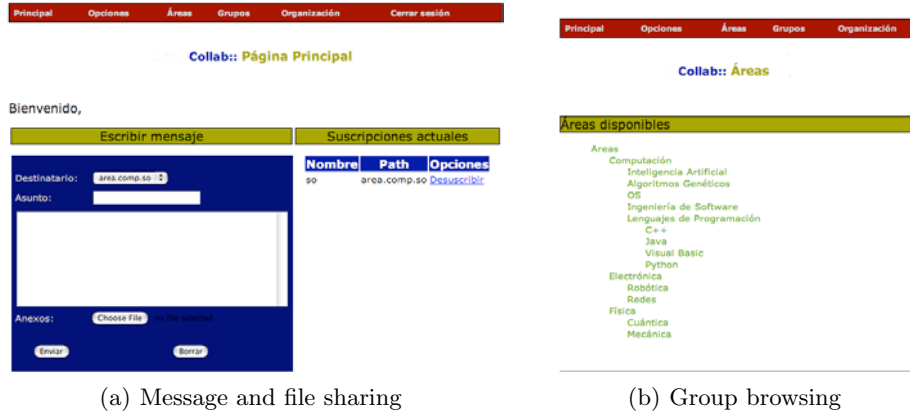 Principal Opciones Áreas Grupos Organización Cerrar sesión
Collab:: Página Principal
Bienvenido,
Escribir mensaje
Suscripciones actuales
Destinatario: area.comp.so
Asunto:
Anexos: Choose File no file selected
Enviar Borrar
Nombre Path Opciones
so area.comp.so Desuscribir
(a) Message and file sharing
Principal Opciones Áreas Grupos Organización
Collab:: Áreas
Áreas disponibles
Areas
Computación
Inteligencia Artificial
Algoritmos Genéticos
OS
Ingeniería de Software
Lenguajes de Programación
C++
Java
Visual Basic
Python
Electrónica
Robótica
Redes
Física
Cuántica
Mecánica
(b) Group browsing